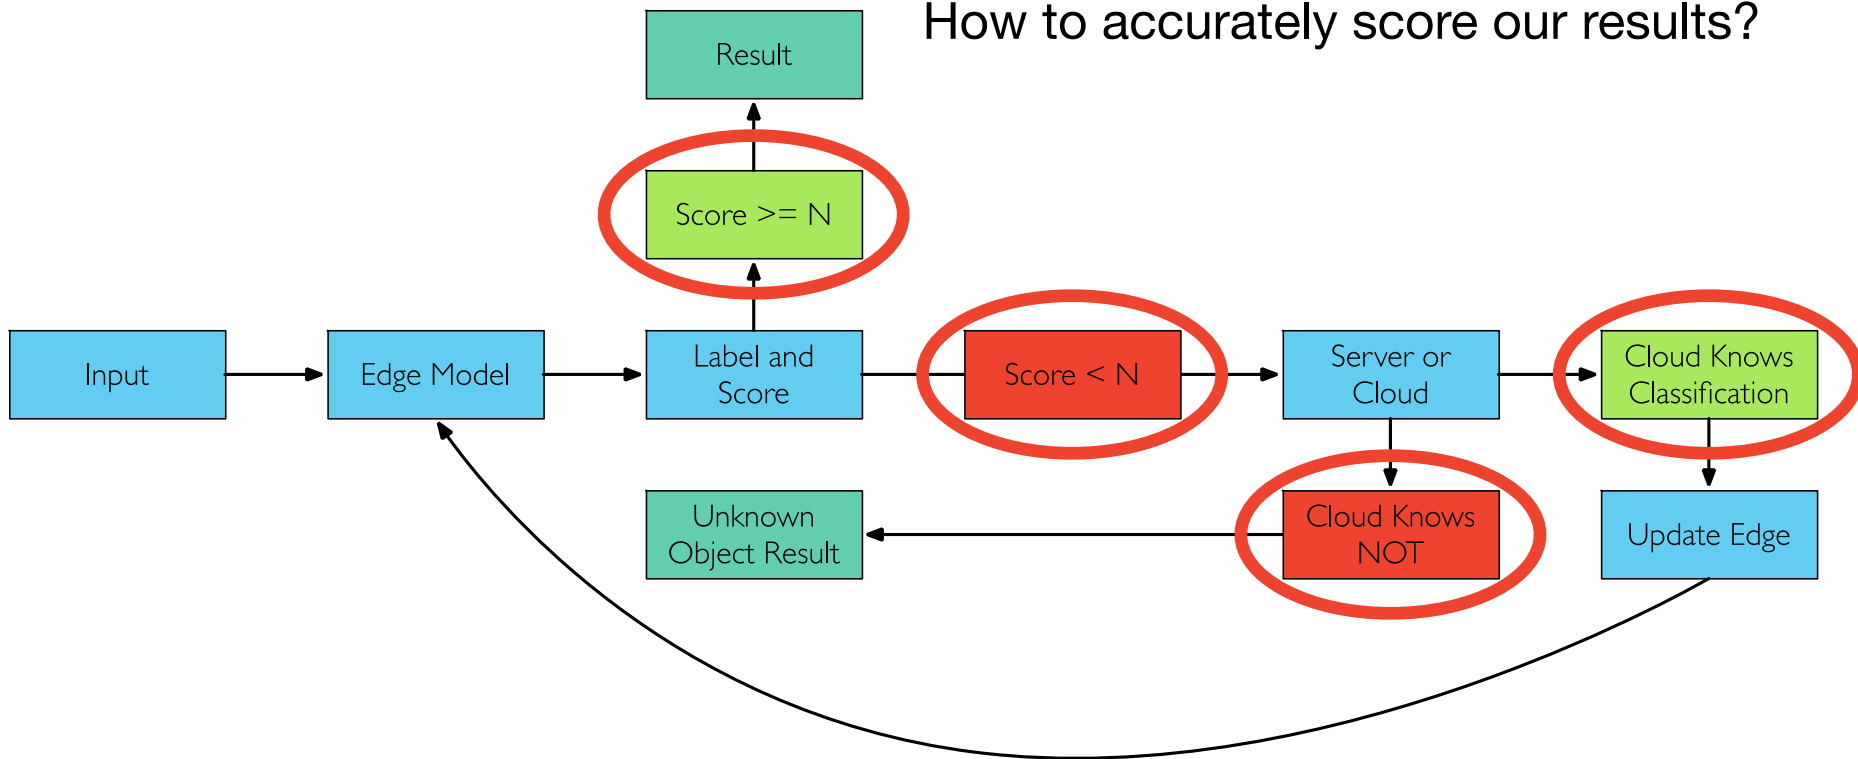 How to accurately score our results?
Result
Score >= N
Input
Edge Model
Label and
Score
Score < N
Server or
Cloud
Cloud Knows
Classification
Unknown
Object Result
Cloud Knows
NOT
Update Edge